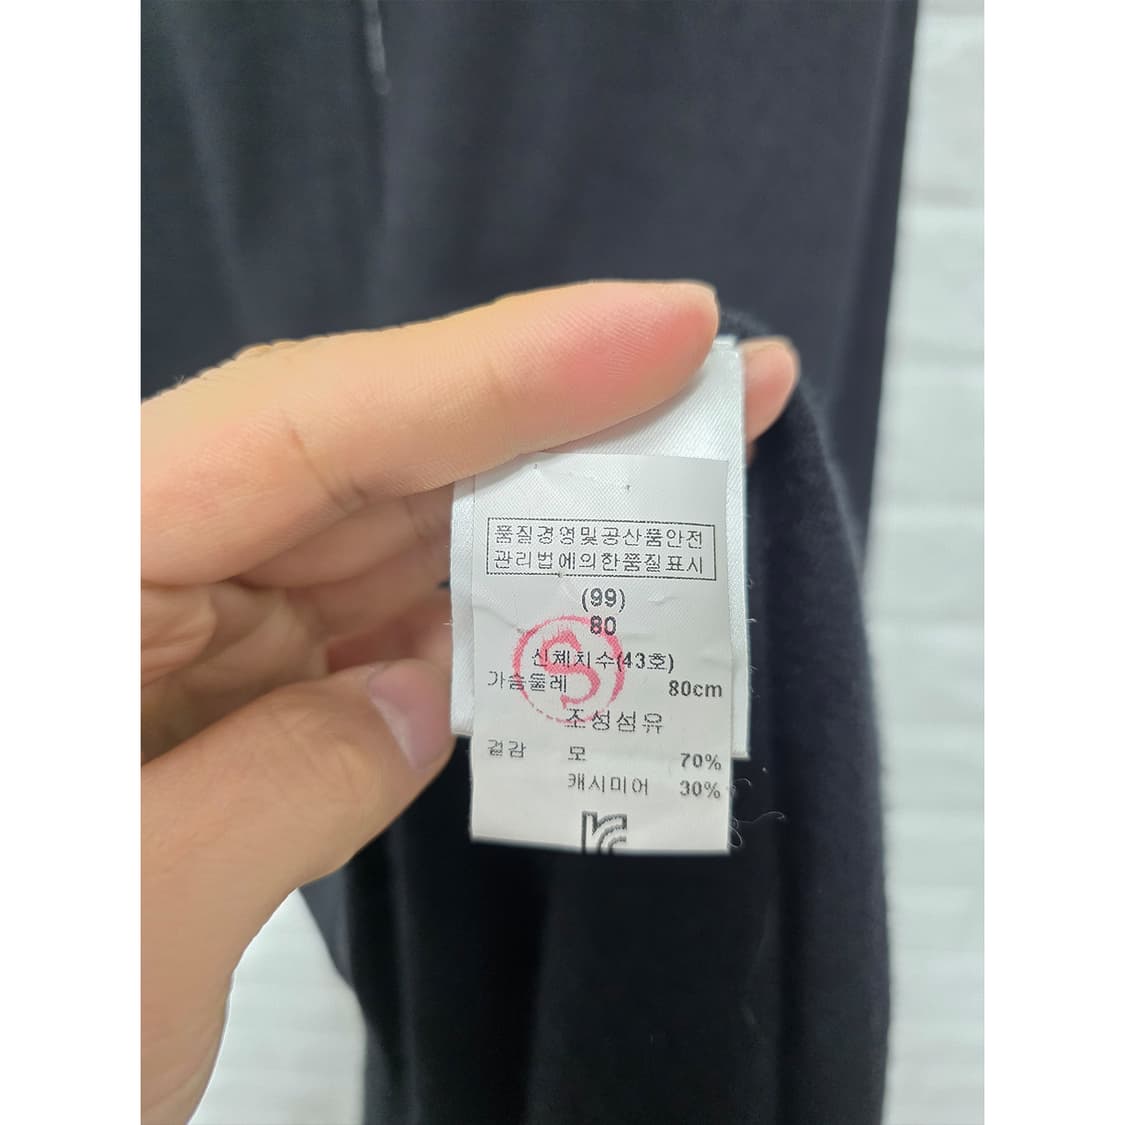 품질경영및공산품안전
관리법에의한품질표시
(99)
80
S
신체치수(43호)
가슴둘레 80cm
조성섬유
겉감 모 70%
캐시미어 30%